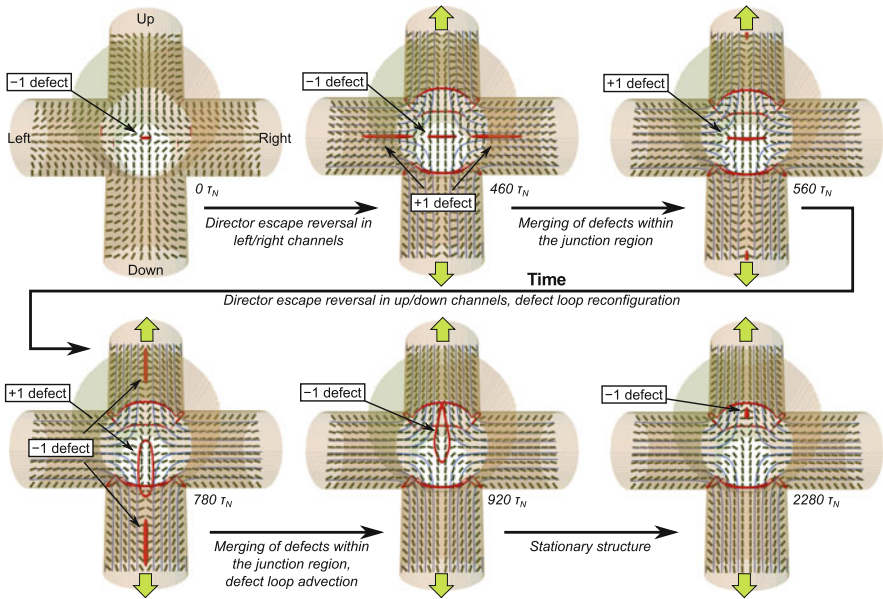 Up
−1 defect
Left
Right
Down
0 τN
Director escape reversal in
left/right channels
−1 defect
+1 defect
460 τN
Merging of defects within
the junction region
+1 defect
560 τN
Time
Director escape reversal in up/down channels, defect loop reconfiguration
+1 defect
−1 defect
780 τN
Merging of defects within
the junction region,
defect loop advection
−1 defect
920 τN
Stationary structure
−1 defect
2280 τN